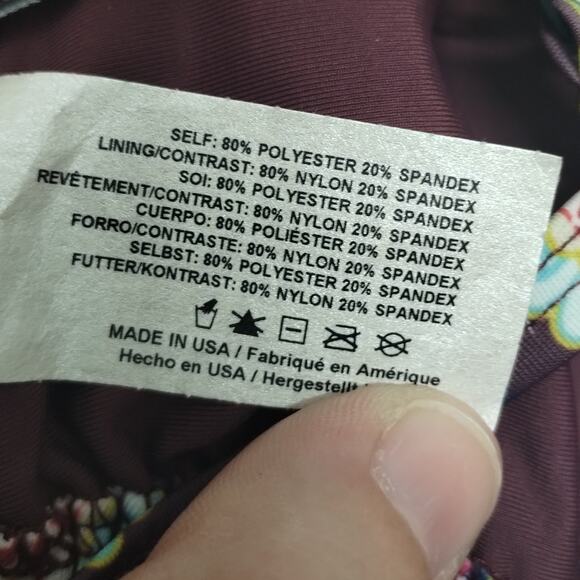 SELF: 80% POLYESTER 20% SPANDEX
LINING/CONTRAST: 80% NYLON 20% SPANDEX
SOI: 80% POLYESTER 20% SPANDEX
REVÊTEMENT/CONTRAST: 80% NYLON 20% SPANDEX
CUERPO: 80% POLIÉSTER 20% SPANDEX
FORRO/CONTRASTE: 80% NYLON 20% SPANDEX
SELBST: 80% POLYESTER 20% SPANDEX
FUTTER/KONTRAST: 80% NYLON 20% SPANDEX
MADE IN USA / Fabriqué en Amérique
Hecho en USA / Hergestellt